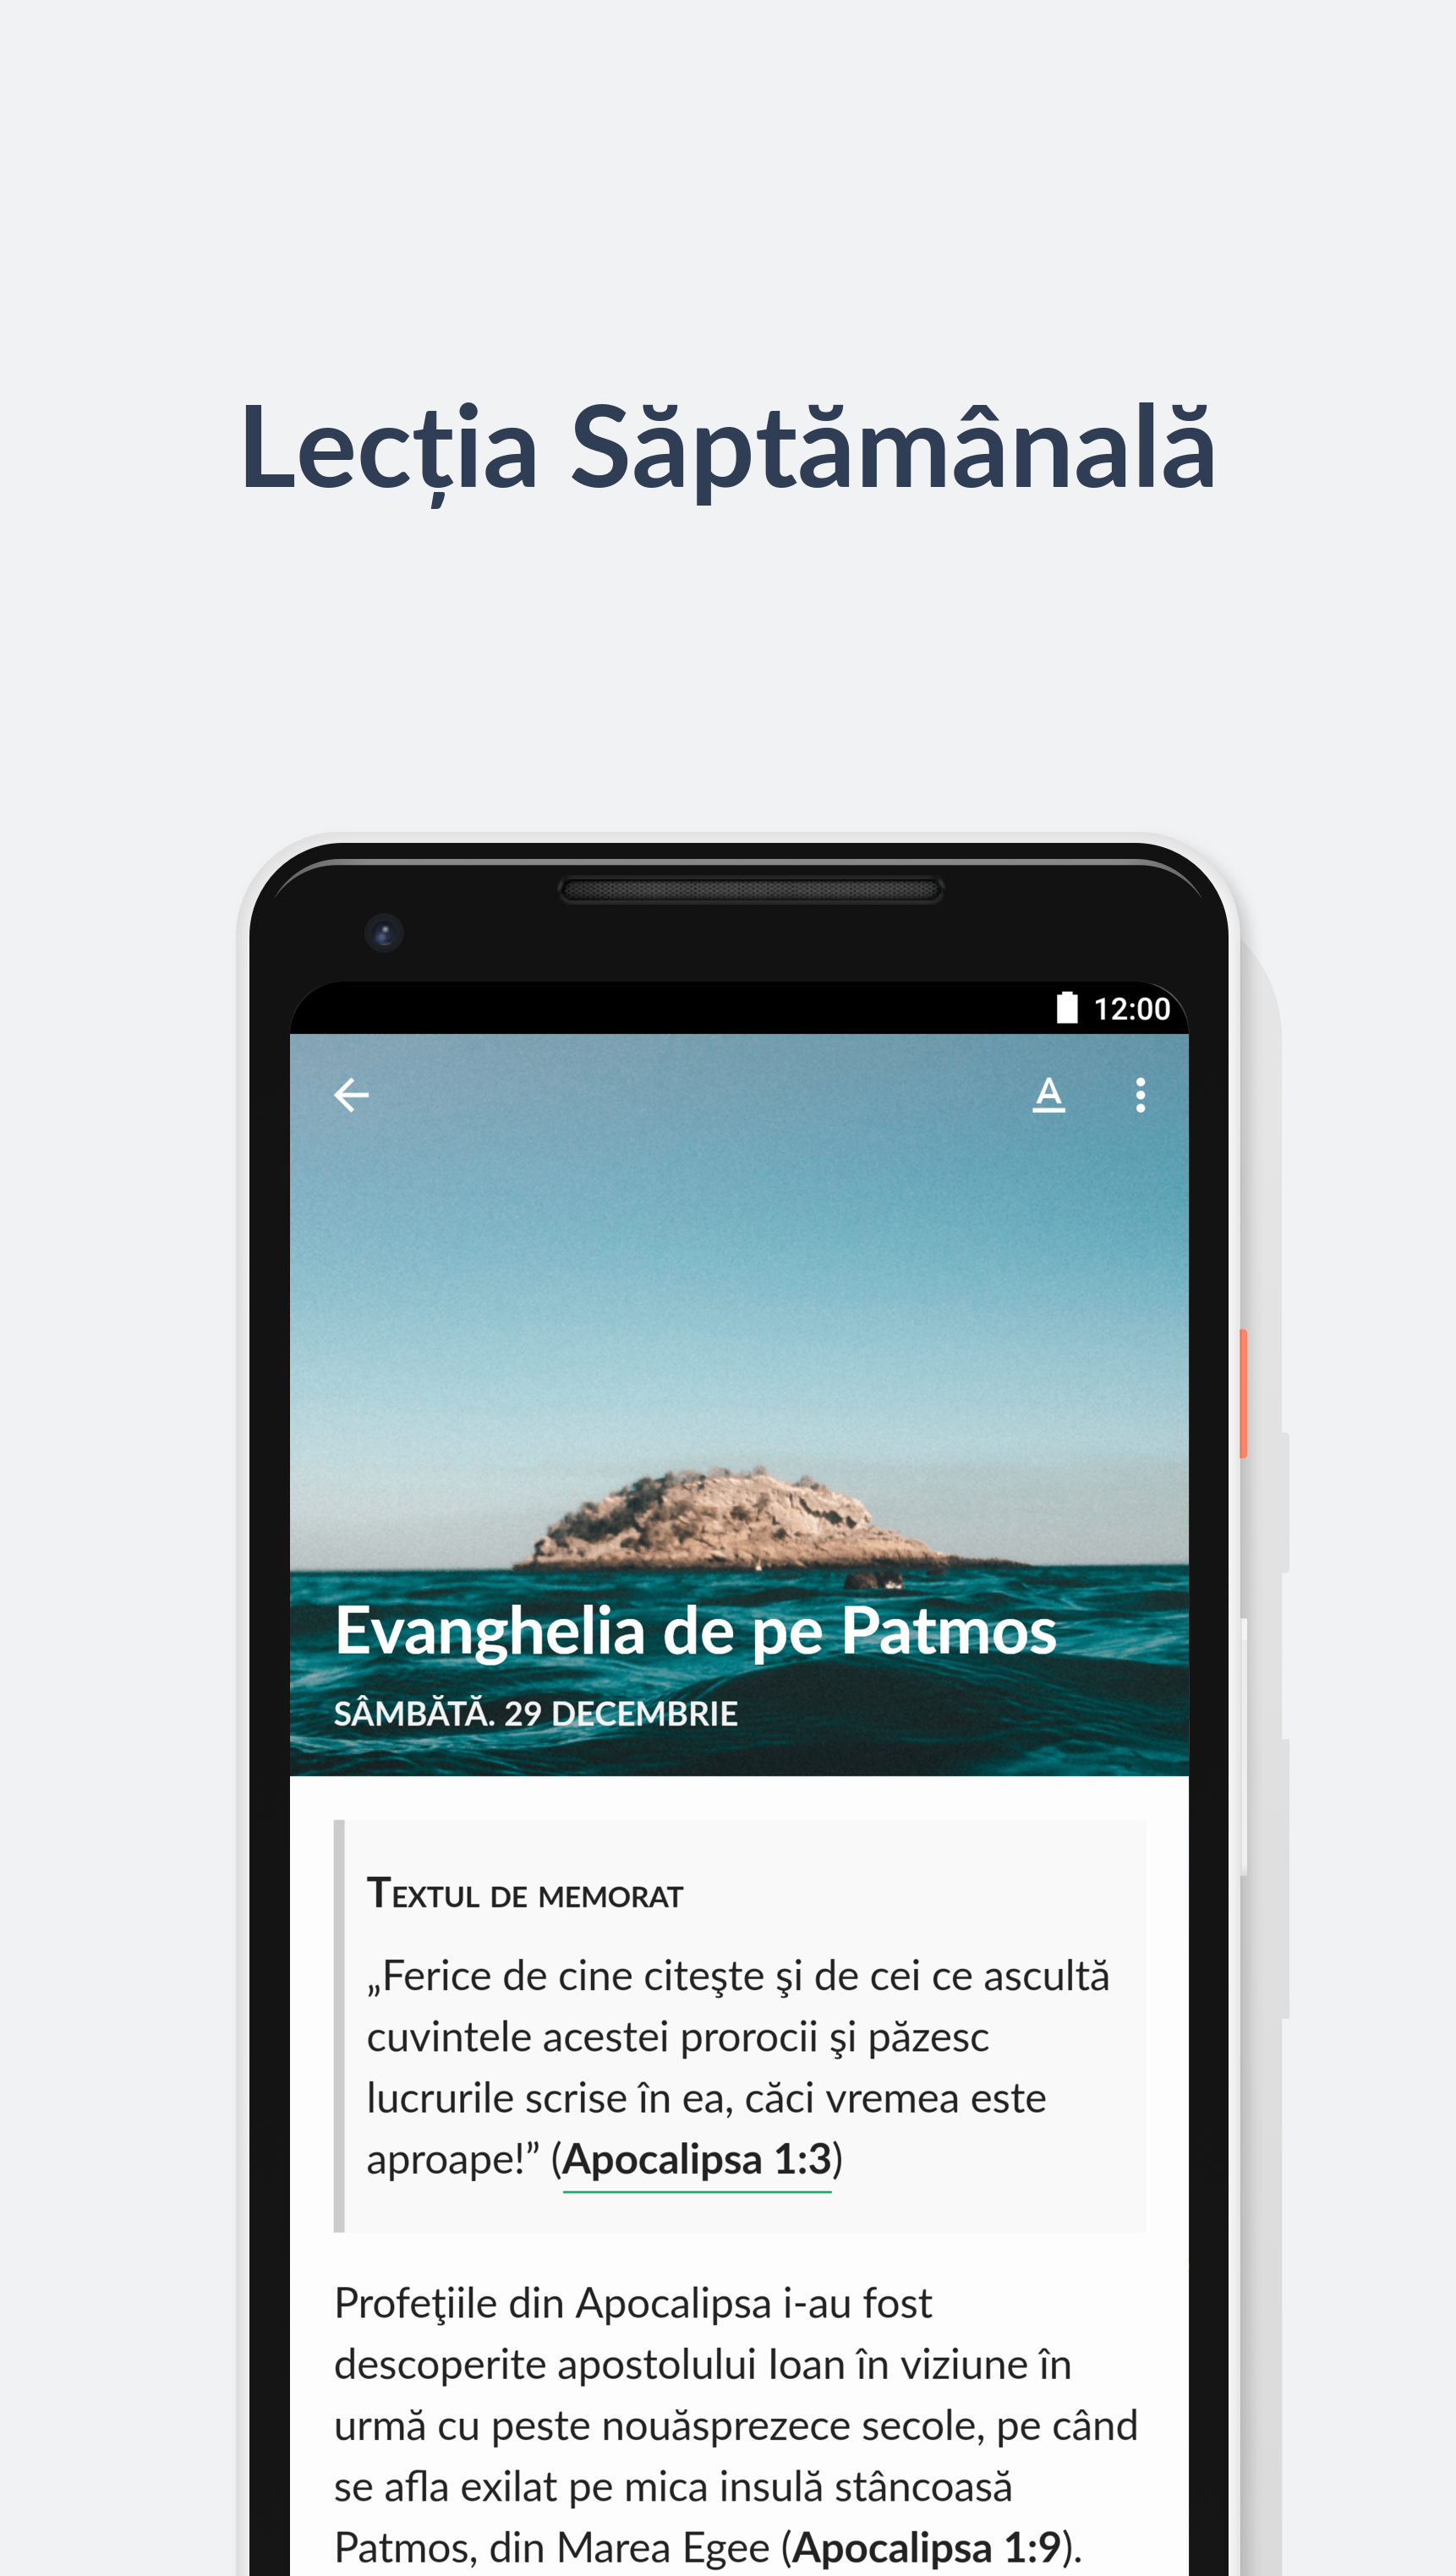 Lecția Săptămânală
12:00
A
Evanghelia de pe Patmos
SÂMBĂTĂ. 29 DECEMBRIE
Textul de memorat
„Ferice de cine citeşte şi de cei ce ascultă
cuvintele acestei prorocii şi păzesc
lucrurile scrise în ea, căci vremea este
aproape!” (Apocalipsa 1:3)
Profeţiile din Apocalipsa i-au fost
descoperite apostolului Ioan în viziune în
urmă cu peste nouăsprezece secole, pe când
se afla exilat pe mica insulă stâncoasă
Patmos, din Marea Egee (Apocalipsa 1:9).